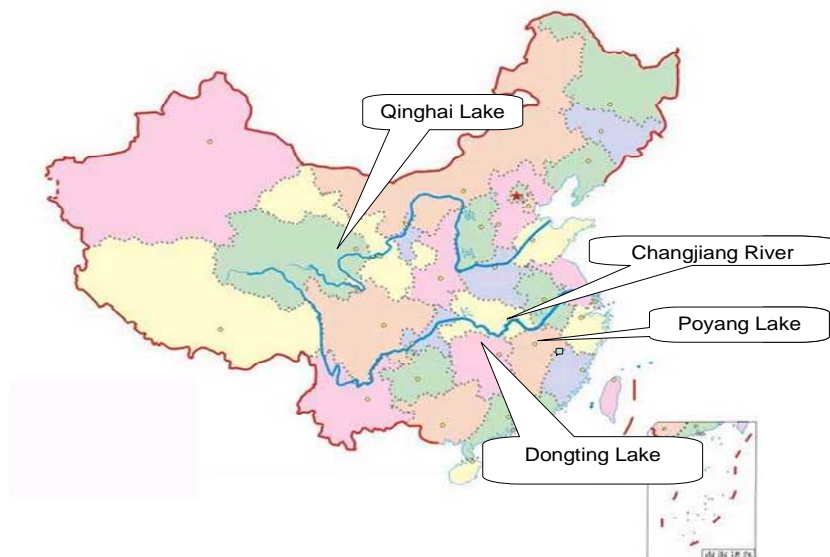 Qinghai Lake
Changjiang River
Poyang Lake
Dongting Lake